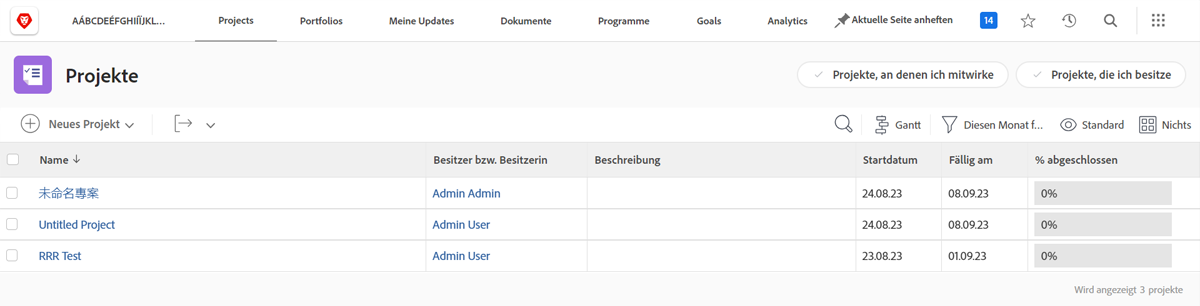 AÁBCDEÉFGHIÍÏJKL... Projects Portfolios Meine Updates Dokumente Programme Goals Analytics Aktuelle Seite anheften 14
Projekte Projekte, an denen ich mitwirke Projekte, die ich besitze
Neues Projekt Gantt Diesen Monat f... Standard Nichts
Name Besitzer bzw. Besitzerin Beschreibung Startdatum Fällig am % abgeschlossen
未命名專案 Admin Admin 24.08.23 08.09.23 0%
Untitled Project Admin User 24.08.23 08.09.23 0%
RRR Test Admin User 23.08.23 01.09.23 0%
Wird angezeigt 3 projekte